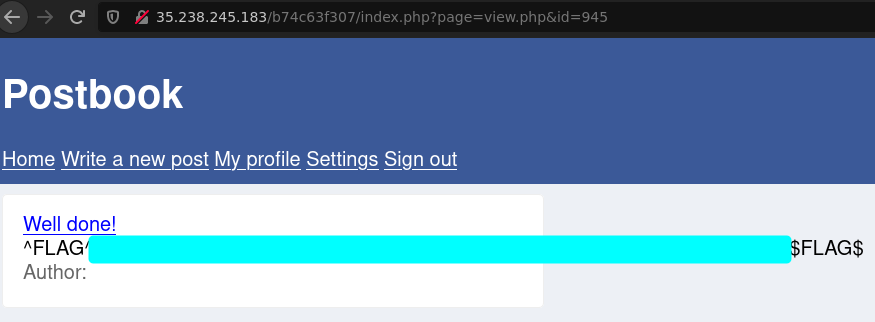 35.238.245.183/b74c63f307/index.php?page=view.php&id=945
Postbook
Home Write a new post My profile Settings Sign out
Well done!
^FLAG^ $FLAG$
Author: